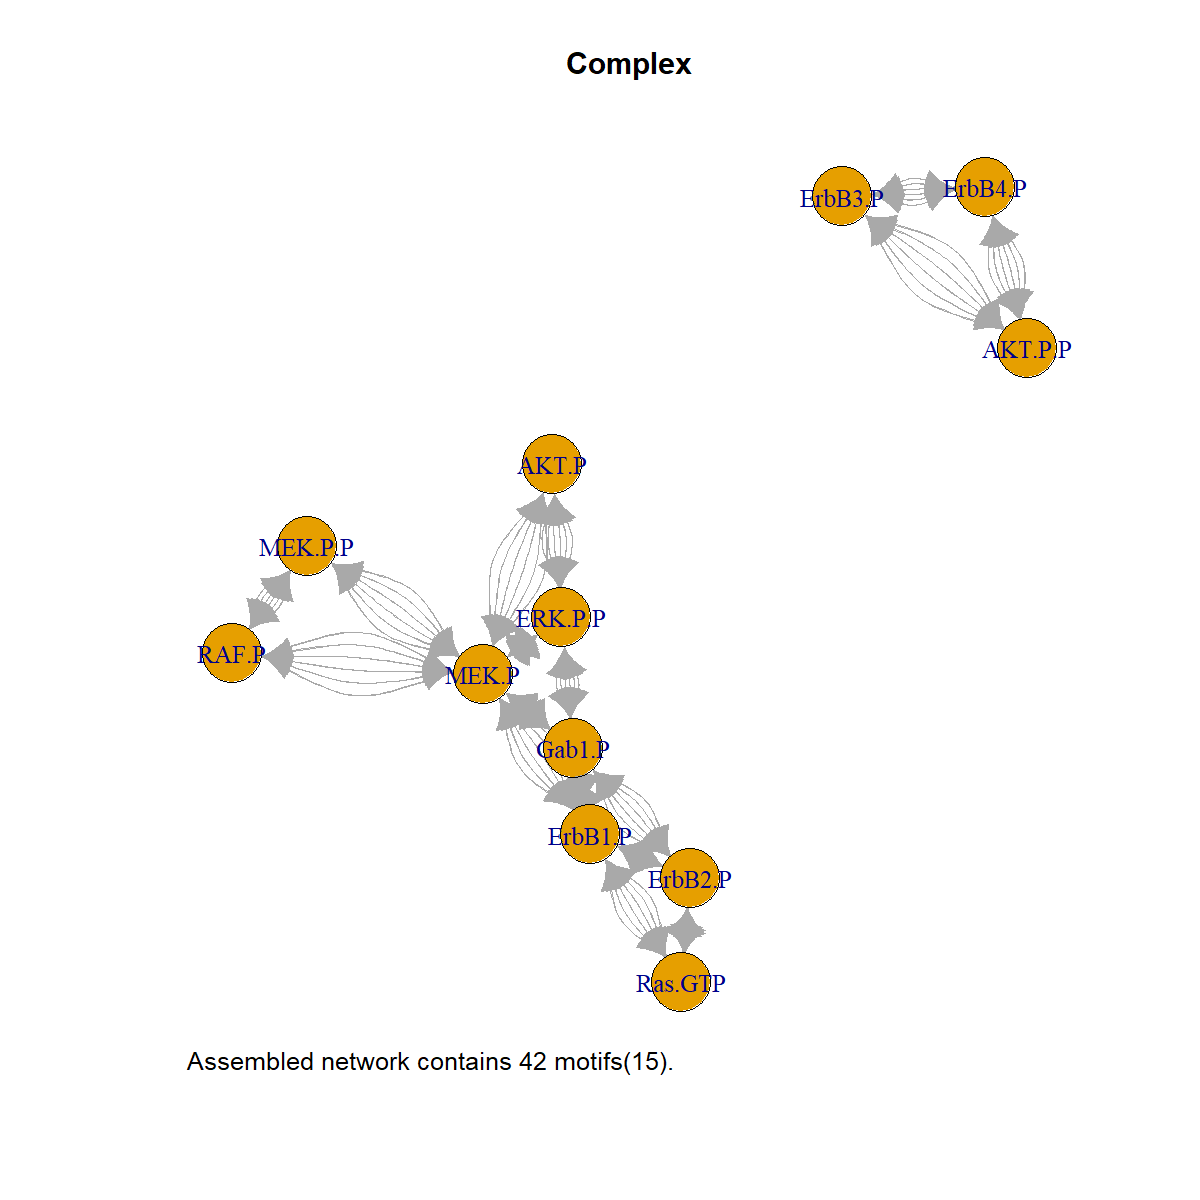 Complex
ErbB3.P
ErbB4.P
AKT.P.P
AKT.P
MEK.P.P
ERK.P.P
RAF.P
MEK.P
Gab1.P
ErbB1.P
ErbB2.P
Ras.GTP
Assembled network contains 42 motifs(15).